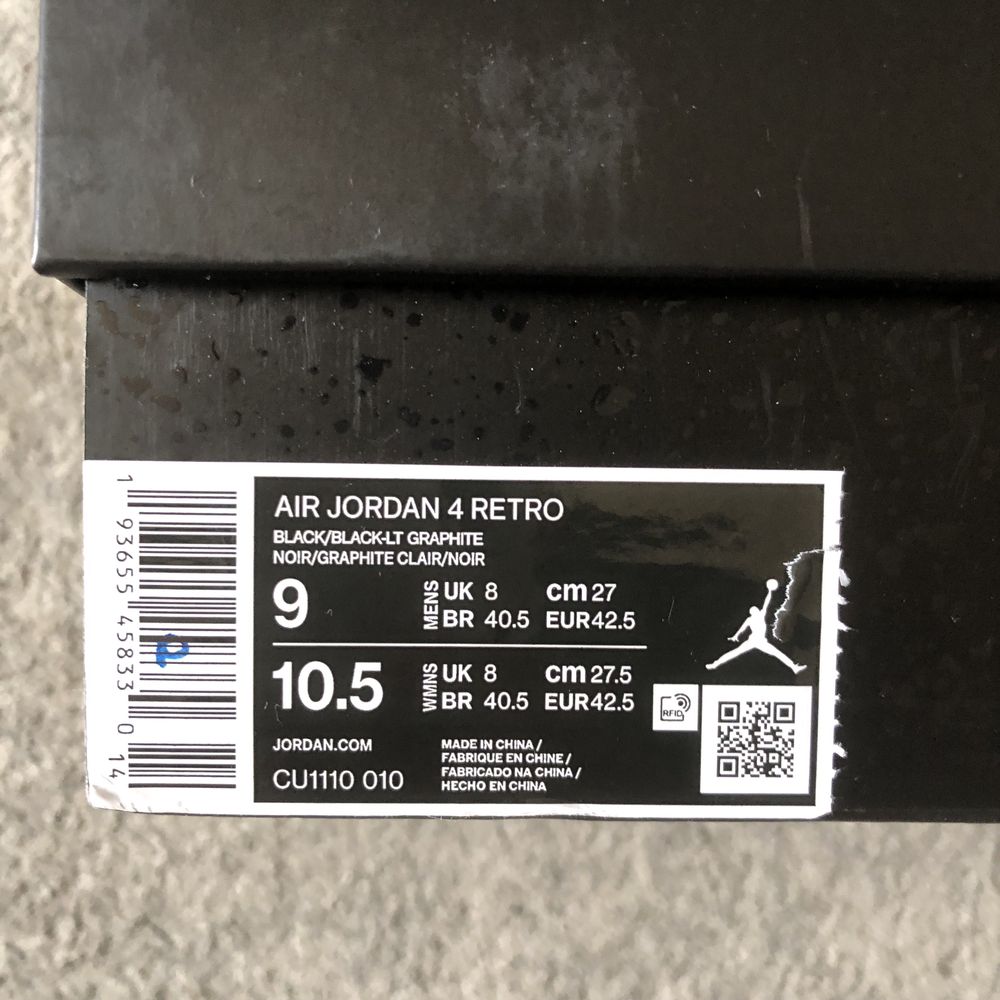 AIR JORDAN 4 RETRO
BLACK/BLACK-LT GRAPHITE
NOIR/GRAPHITE CLAIR/NOIR
9
MENS
UK 8 cm 27
BR 40.5 EUR 42.5
10.5
WMNS
UK 8 cm 27.5
BR 40.5 EUR 42.5
RFID
JORDAN.COM
CU1110 010
MADE IN CHINA /
FABRIQUE EN CHINE /
FABRICADO NA CHINA /
HECHO EN CHINA
1 93655 45833 0 14
a